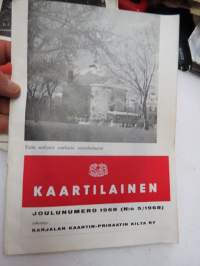 KAARTILAINEN
JOULUNUMERO 1968 (N:o 5/1968)
KARJALAN KAARTIN-PRIKAATIN KILTA RY